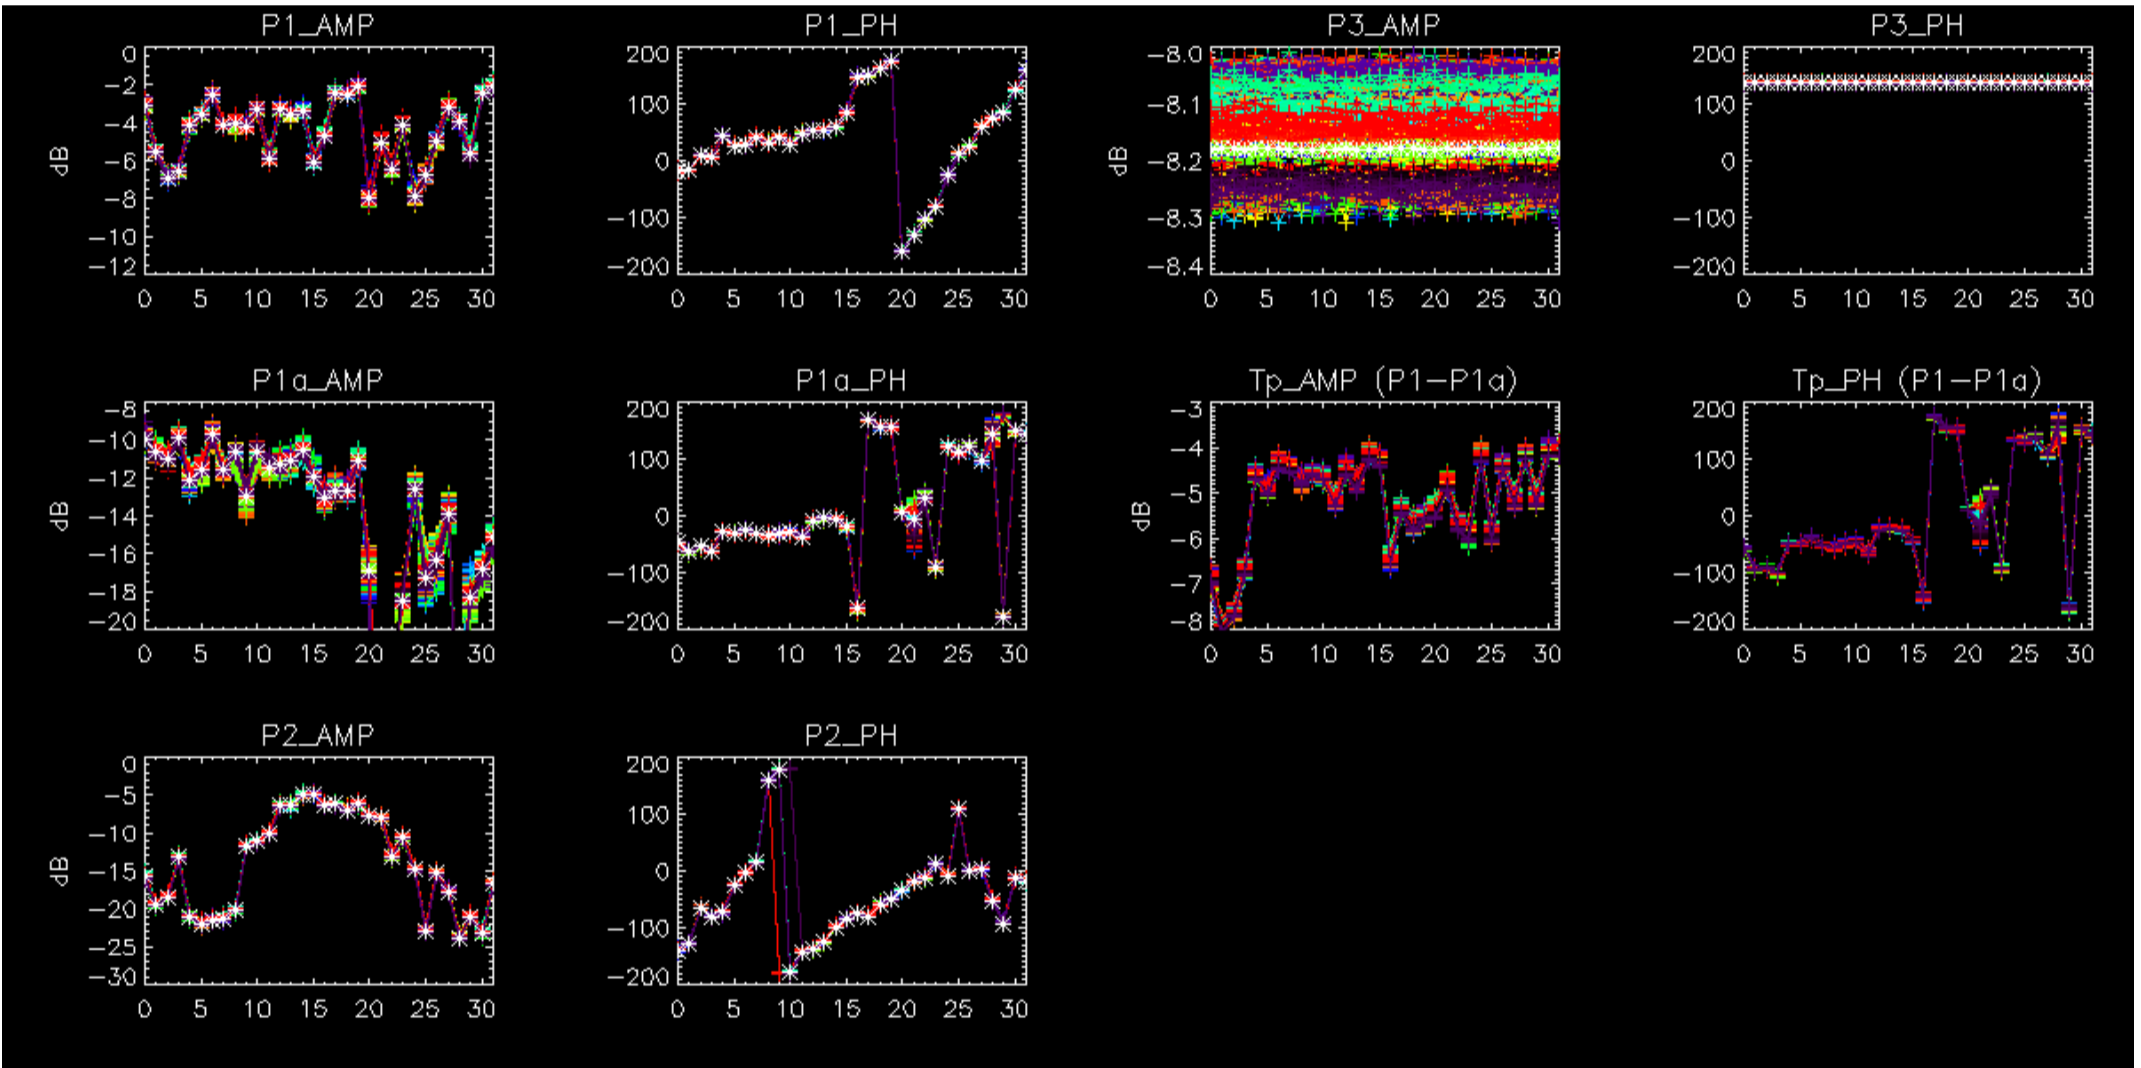 P1_AMP P1_PH P3_AMP P3_PH
0 200 -8.0 200
-2
-4 100 -8.1 100
dB -6 0 dB -8.2 0
-8
-10 -100 -8.3 -100
-12 -200 -8.4 -200
0 5 10 15 20 25 30 0 5 10 15 20 25 30 0 5 10 15 20 25 30 0 5 10 15 20 25 30
P1a_AMP P1a_PH Tp_AMP (P1-P1a) Tp_PH (P1-P1a)
-8 200 -3 200
-10 100 -4 100
-12
dB -14 0 dB -5 0
-16 -6
-18 -100 -7 -100
-20 -200 -8 -200
0 5 10 15 20 25 30 0 5 10 15 20 25 30 0 5 10 15 20 25 30 0 5 10 15 20 25 30
P2_AMP P2_PH
0 200
-5 100
-10
dB -15 0
-20 -100
-25
-30 -200
0 5 10 15 20 25 30 0 5 10 15 20 25 30